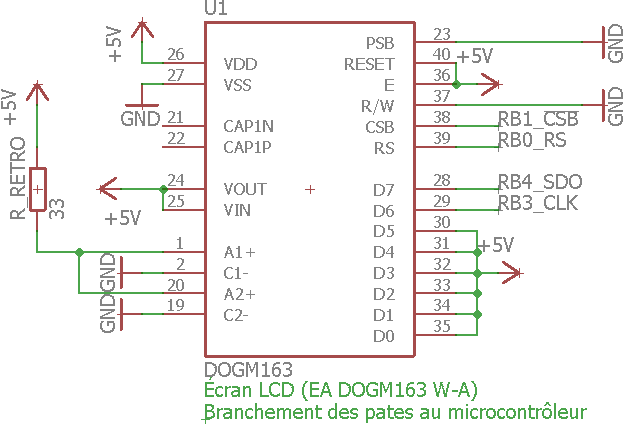 U1
+5V
26 VDD
27 VSS
GND
21 CAP1N
22 CAP1P
24 VOUT
25 VIN
+5V
1 A1+
2 C1-
20 A2+
19 C2-
GND
GND
+5V
R_RETRO
33
PSB 23
GND
RESET 40
+5V
E 36
R/W 37
GND
CSB 38 RB1_CSB
RS 39 RB0_RS
D7 28 RB4_SDO
D6 29 RB3_CLK
D5 30
D4 31
+5V
D3 32
D2 33
D1 34
D0 35
DOGM163
Écran LCD (EA DOGM163 W-A)
Branchement des pates au microcontrôleur